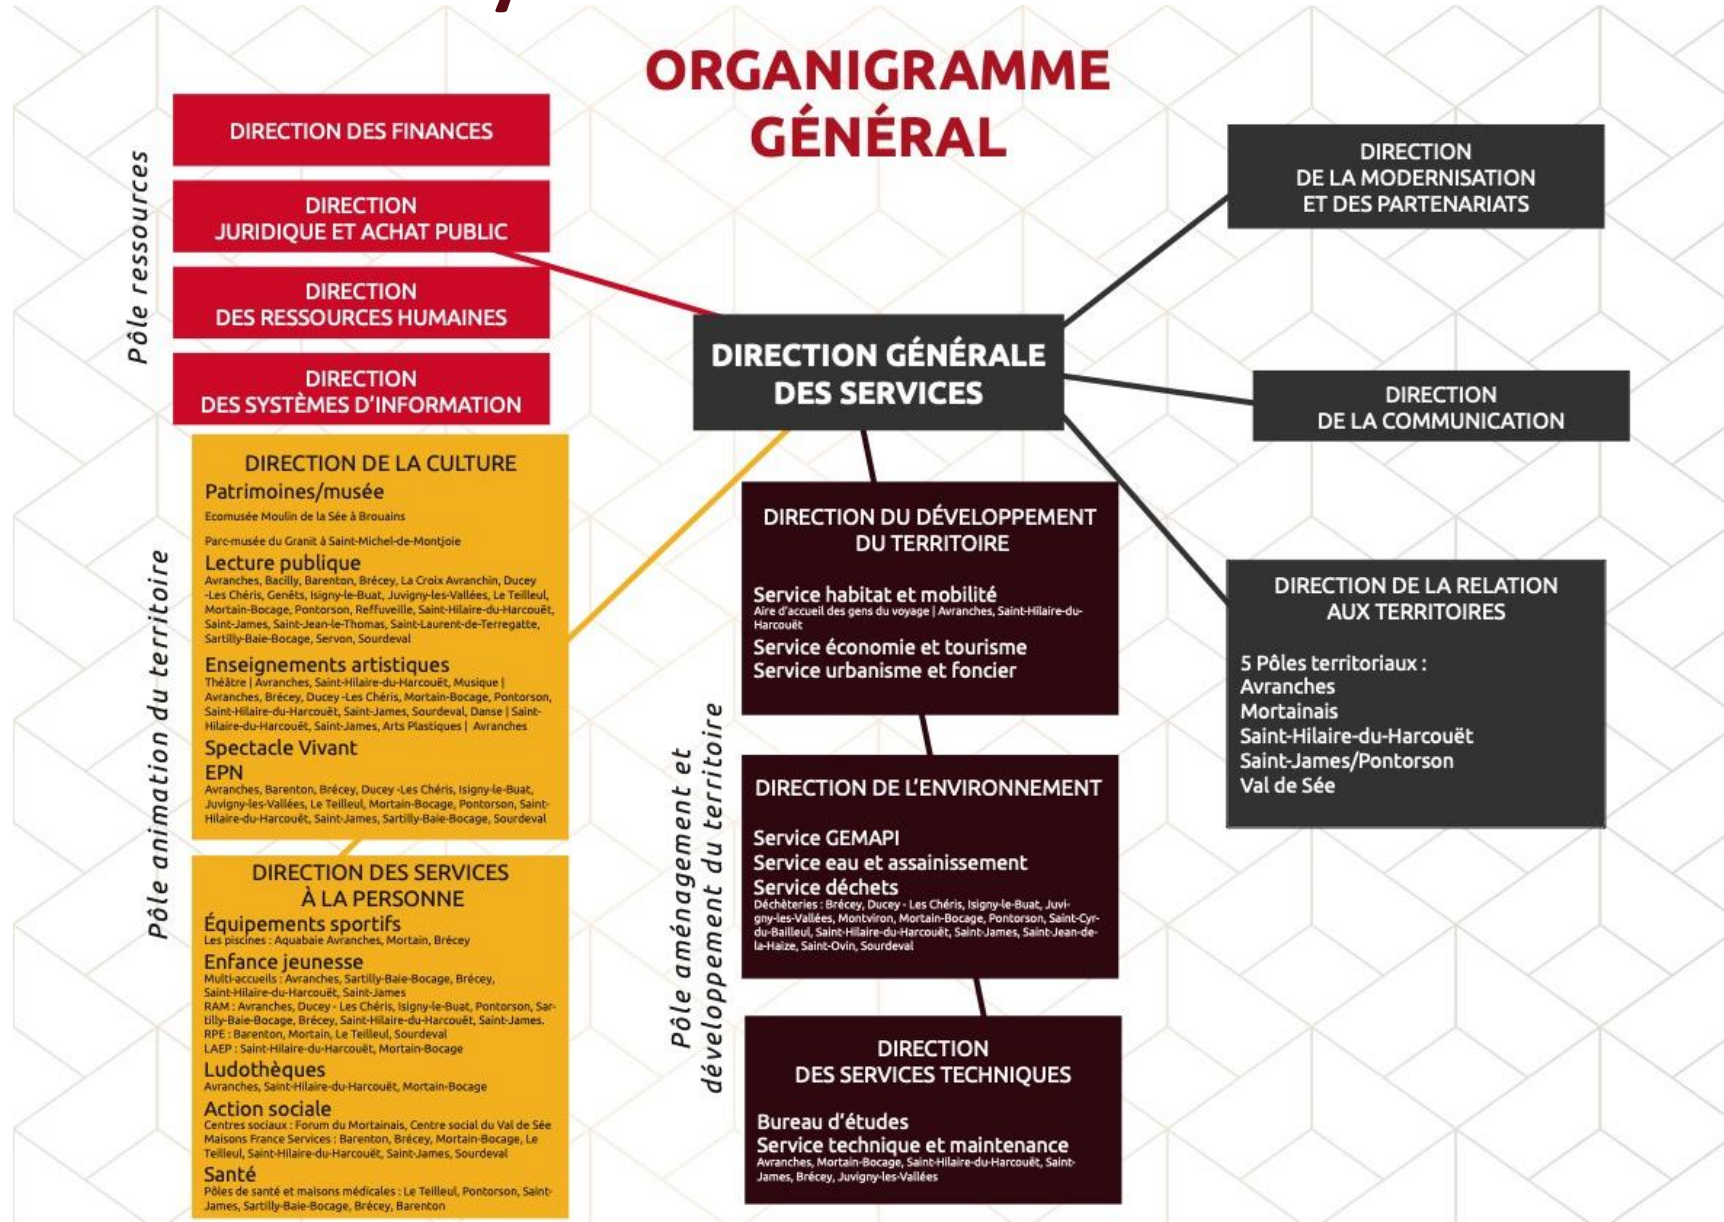 ORGANIGRAMME
GÉNÉRAL
Pôle ressources
DIRECTION DES FINANCES
DIRECTION
JURIDIQUE ET ACHAT PUBLIC
DIRECTION
DES RESSOURCES HUMAINES
DIRECTION
DES SYSTÈMES D'INFORMATION
Pôle animation du territoire
DIRECTION DE LA CULTURE
Patrimoines/musée
Ecomusée Moulin de la Sée à Brouains
Parc-musée du Granit à Saint-Michel-de-Montjoie
Lecture publique
Avranches, Bacilly, Barenton, Brécey, La Croix Avranchin, Ducey
-Les Chéris, Genêts, Isigny-le-Buat, Juvigny-les-Vallées, Le Teilleul,
Mortain-Bocage, Pontorson, Reffuveille, Saint-Hilaire-du-Harcouët,
Saint-James, Saint-Jean-le-Thomas, Saint-Laurent-de-Terregatte,
Sartilly-Baie-Bocage, Servon, Sourdeval
Enseignements artistiques
Théâtre | Avranches, Saint-Hilaire-du-Harcouët, Musique |
Avranches, Brécey, Ducey -Les Chéris, Mortain-Bocage, Pontorson,
Saint-Hilaire-du-Harcouët, Saint-James, Sourdeval, Danse | Saint-
Hilaire-du-Harcouët, Saint-James, Arts Plastiques | Avranches
Spectacle Vivant
EPN
Avranches, Barenton, Brécey, Ducey -Les Chéris, Isigny-le-Buat,
Juvigny-les-Vallées, Le Teilleul, Mortain-Bocage, Pontorson, Saint-
Hilaire-du-Harcouët, Saint-James, Sartilly-Baie-Bocage, Sourdeval
DIRECTION DES SERVICES
À LA PERSONNE
Équipements sportifs
Les piscines : Aquabaie Avranches, Mortain, Brécey
Enfance jeunesse
Multi-accueils : Avranches, Sartilly-Baie-Bocage, Brécey,
Saint-Hilaire-du-Harcouët, Saint-James
RAM : Avranches, Ducey - Les Chéris, Isigny-le-Buat, Pontorson, Sar-
tilly-Baie-Bocage, Brécey, Saint-Hilaire-du-Harcouët, Saint-James.
RPE : Barenton, Mortain, Le Teilleul, Sourdeval
LAEP : Saint-Hilaire-du-Harcouët, Mortain-Bocage
Ludothèques
Avranches, Saint-Hilaire-du-Harcouët, Mortain-Bocage
Action sociale
Centres sociaux : Forum du Mortainais, Centre social du Val de Sée
Maisons France Services : Barenton, Brécey, Mortain-Bocage, Le
Teilleul, Saint-Hilaire-du-Harcouët, Saint-James, Sourdeval
Santé
Pôles de santé et maisons médicales : Le Teilleul, Pontorson, Saint-
James, Sartilly-Baie-Bocage, Brécey, Barenton
DIRECTION GÉNÉRALE
DES SERVICES
Pôle aménagement et
développement du territoire
DIRECTION DU DÉVELOPPEMENT
DU TERRITOIRE
Service habitat et mobilité
Aire d'accueil des gens du voyage | Avranches, Saint-Hilaire-du-
Harcouët
Service économie et tourisme
Service urbanisme et foncier
DIRECTION DE L'ENVIRONNEMENT
Service GEMAPI
Service eau et assainissement
Service déchets
Déchèteries : Brécey, Ducey - Les Chéris, Isigny-le-Buat, Juvi-
gny-les-Vallées, Montviron, Mortain-Bocage, Pontorson, Saint-Cyr-
du-Bailleul, Saint-Hilaire-du-Harcouët, Saint-James, Saint-Jean-de-
la-Haize, Saint-Ovin, Sourdeval
DIRECTION
DES SERVICES TECHNIQUES
Bureau d'études
Service technique et maintenance
Avranches, Mortain-Bocage, Saint-Hilaire-du-Harcouët, Saint-
James, Brécey, Juvigny-les-Vallées
DIRECTION
DE LA MODERNISATION
ET DES PARTENARIATS
DIRECTION
DE LA COMMUNICATION
DIRECTION DE LA RELATION
AUX TERRITOIRES
5 Pôles territoriaux :
Avranches
Mortainais
Saint-Hilaire-du-Harcouët
Saint-James/Pontorson
Val de Sée